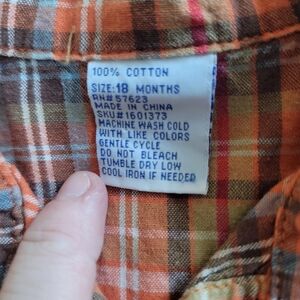 100% COTTON
SIZE:18 MONTHS
RN#57623
MADE IN CHINA
SKU#1601373
MACHINE WASH COLD
WITH LIKE COLORS
GENTLE CYCLE
DO NOT BLEACH
TUMBLE DRY LOW
COOL IRON IF NEEDED